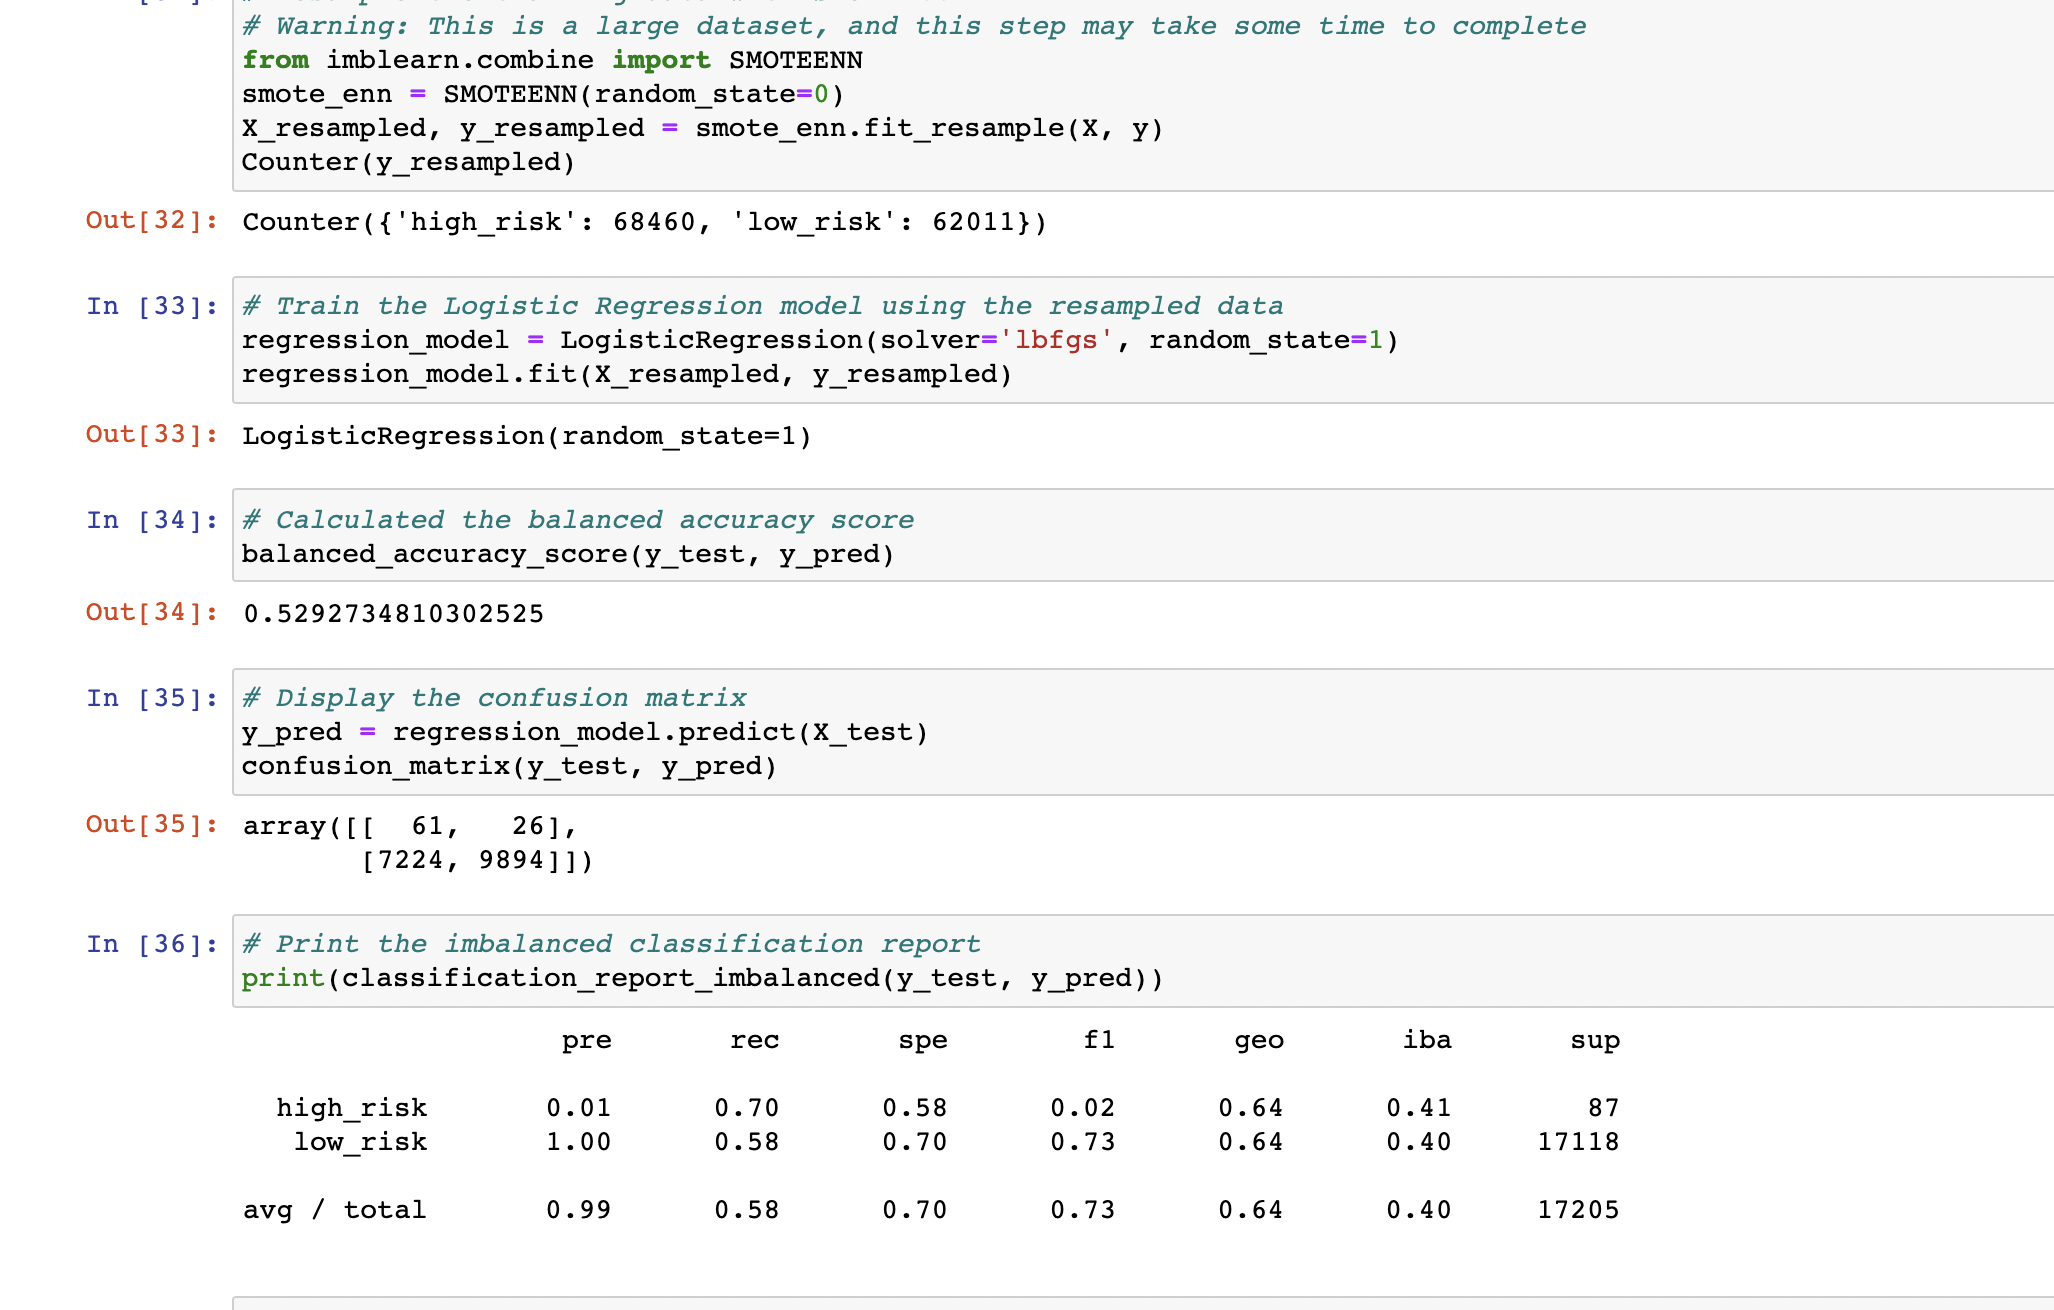 # Warning: This is a large dataset, and this step may take some time to complete
from imblearn.combine import SMOTEENN
smote_enn = SMOTEENN(random_state=0)
X_resampled, y_resampled = smote_enn.fit_resample(X, y)
Counter(y_resampled)
Out[32]: Counter({'high_risk': 68460, 'low_risk': 62011})
In [33]: # Train the Logistic Regression model using the resampled data
regression_model = LogisticRegression(solver='lbfgs', random_state=1)
regression_model.fit(X_resampled, y_resampled)
Out[33]: LogisticRegression(random_state=1)
In [34]: # Calculated the balanced accuracy score
balanced_accuracy_score(y_test, y_pred)
Out[34]: 0.5292734810302525
In [35]: # Display the confusion matrix
y_pred = regression_model.predict(X_test)
confusion_matrix(y_test, y_pred)
Out[35]: array([[  61,   26],
       [7224, 9894]])
In [36]: # Print the imbalanced classification report
print(classification_report_imbalanced(y_test, y_pred))
pre rec spe f1 geo iba sup
high_risk 0.01 0.70 0.58 0.02 0.64 0.41 87
low_risk 1.00 0.58 0.70 0.73 0.64 0.40 17118
avg / total 0.99 0.58 0.70 0.73 0.64 0.40 17205